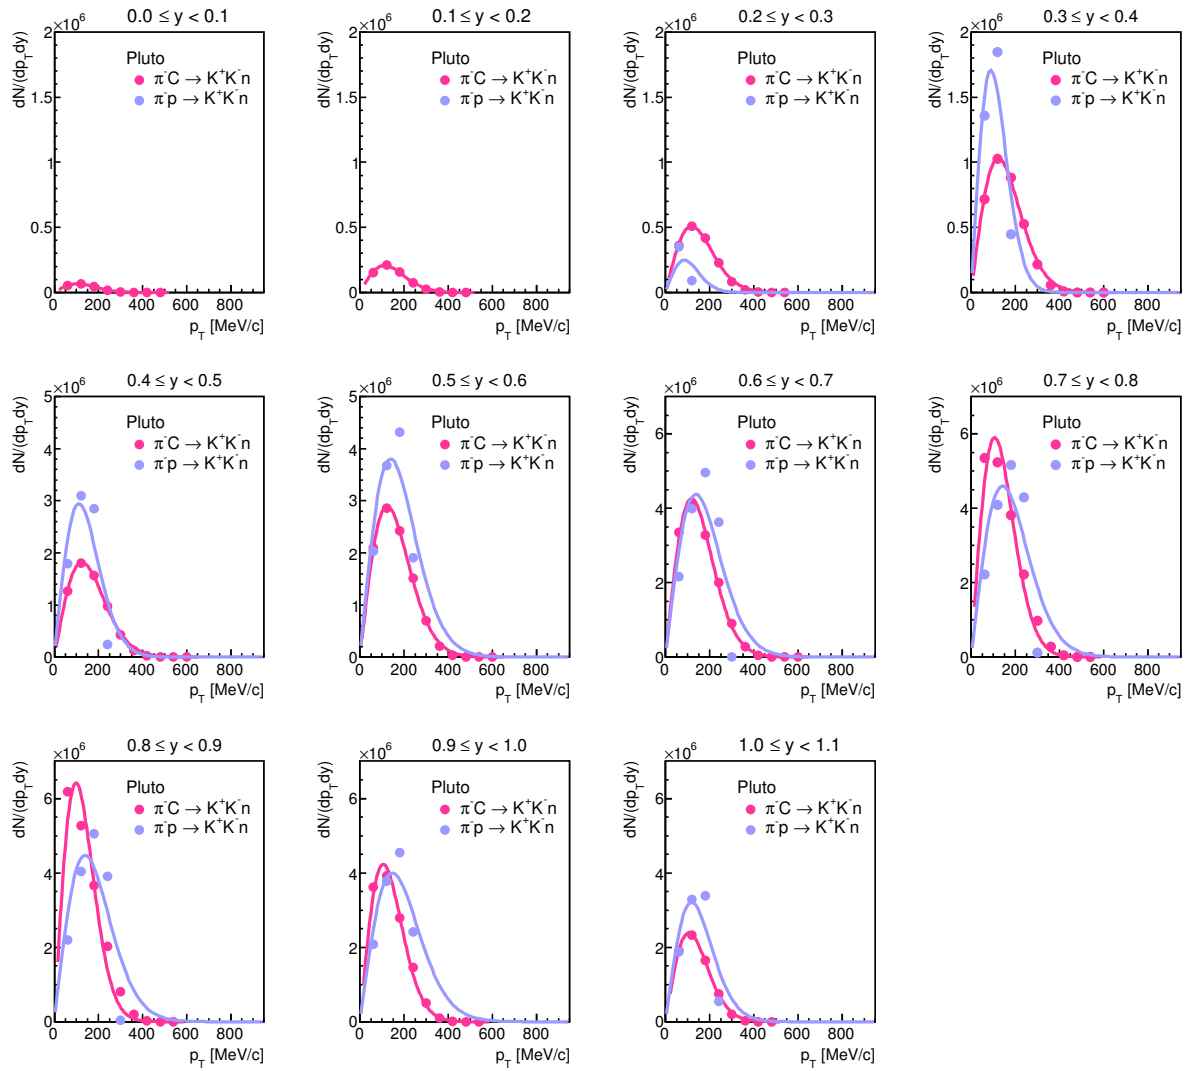 0.0 ≤ y < 0.1
×10⁶
dN/(dp_T dy)
2
1.5
1
0.5
0
Pluto
π⁻C → K⁺K⁻n
π⁻p → K⁺K⁻n
0 200 400 600 800
p_T [MeV/c]
0.1 ≤ y < 0.2
×10⁶
dN/(dp_T dy)
2
1.5
1
0.5
0
Pluto
π⁻C → K⁺K⁻n
π⁻p → K⁺K⁻n
0 200 400 600 800
p_T [MeV/c]
0.2 ≤ y < 0.3
×10⁶
dN/(dp_T dy)
2
1.5
1
0.5
0
Pluto
π⁻C → K⁺K⁻n
π⁻p → K⁺K⁻n
0 200 400 600 800
p_T [MeV/c]
0.3 ≤ y < 0.4
×10⁶
dN/(dp_T dy)
2
1.5
1
0.5
0
Pluto
π⁻C → K⁺K⁻n
π⁻p → K⁺K⁻n
0 200 400 600 800
p_T [MeV/c]
0.4 ≤ y < 0.5
×10⁶
dN/(dp_T dy)
5
4
3
2
1
0
Pluto
π⁻C → K⁺K⁻n
π⁻p → K⁺K⁻n
0 200 400 600 800
p_T [MeV/c]
0.5 ≤ y < 0.6
×10⁶
dN/(dp_T dy)
5
4
3
2
1
0
Pluto
π⁻C → K⁺K⁻n
π⁻p → K⁺K⁻n
0 200 400 600 800
p_T [MeV/c]
0.6 ≤ y < 0.7
×10⁶
dN/(dp_T dy)
6
4
2
0
Pluto
π⁻C → K⁺K⁻n
π⁻p → K⁺K⁻n
0 200 400 600 800
p_T [MeV/c]
0.7 ≤ y < 0.8
×10⁶
dN/(dp_T dy)
6
4
2
0
Pluto
π⁻C → K⁺K⁻n
π⁻p → K⁺K⁻n
0 200 400 600 800
p_T [MeV/c]
0.8 ≤ y < 0.9
×10⁶
dN/(dp_T dy)
6
4
2
0
Pluto
π⁻C → K⁺K⁻n
π⁻p → K⁺K⁻n
0 200 400 600 800
p_T [MeV/c]
0.9 ≤ y < 1.0
×10⁶
dN/(dp_T dy)
6
4
2
0
Pluto
π⁻C → K⁺K⁻n
π⁻p → K⁺K⁻n
0 200 400 600 800
p_T [MeV/c]
1.0 ≤ y < 1.1
×10⁶
dN/(dp_T dy)
6
4
2
0
Pluto
π⁻C → K⁺K⁻n
π⁻p → K⁺K⁻n
0 200 400 600 800
p_T [MeV/c]